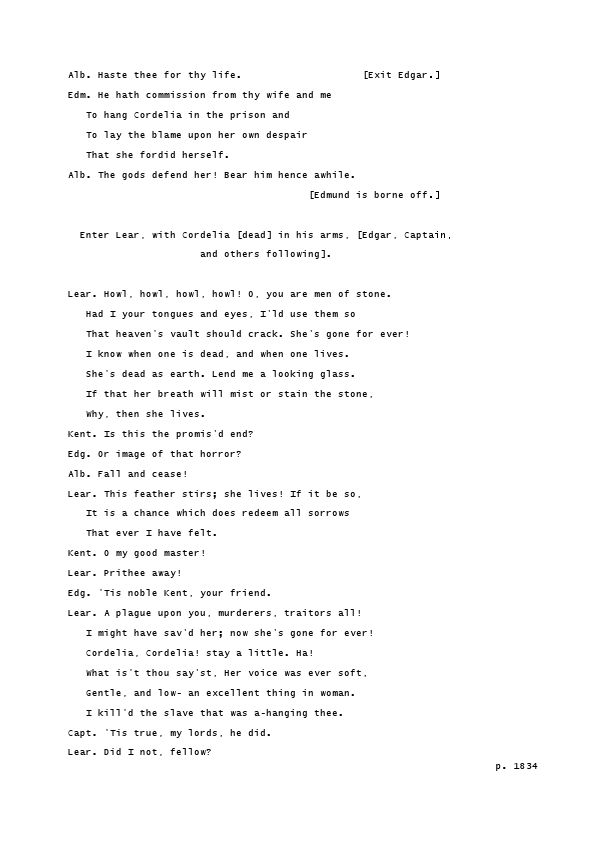 Alb. Haste thee for thy life. [Exit Edgar.]
Edm. He hath commission from thy wife and me
To hang Cordelia in the prison and
To lay the blame upon her own despair
That she fordid herself.
Alb. The gods defend her! Bear him hence awhile.
[Edmund is borne off.]
Enter Lear, with Cordelia [dead] in his arms, [Edgar, Captain,
and others following].
Lear. Howl, howl, howl, howl! O, you are men of stone.
Had I your tongues and eyes, I'ld use them so
That heaven's vault should crack. She's gone for ever!
I know when one is dead, and when one lives.
She's dead as earth. Lend me a looking glass.
If that her breath will mist or stain the stone,
Why, then she lives.
Kent. Is this the promis'd end?
Edg. Or image of that horror?
Alb. Fall and cease!
Lear. This feather stirs; she lives! If it be so,
It is a chance which does redeem all sorrows
That ever I have felt.
Kent. O my good master!
Lear. Prithee away!
Edg. 'Tis noble Kent, your friend.
Lear. A plague upon you, murderers, traitors all!
I might have sav'd her; now she's gone for ever!
Cordelia, Cordelia! stay a little. Ha!
What is't thou say'st, Her voice was ever soft,
Gentle, and low- an excellent thing in woman.
I kill'd the slave that was a-hanging thee.
Capt. 'Tis true, my lords, he did.
Lear. Did I not, fellow?
p. 1834